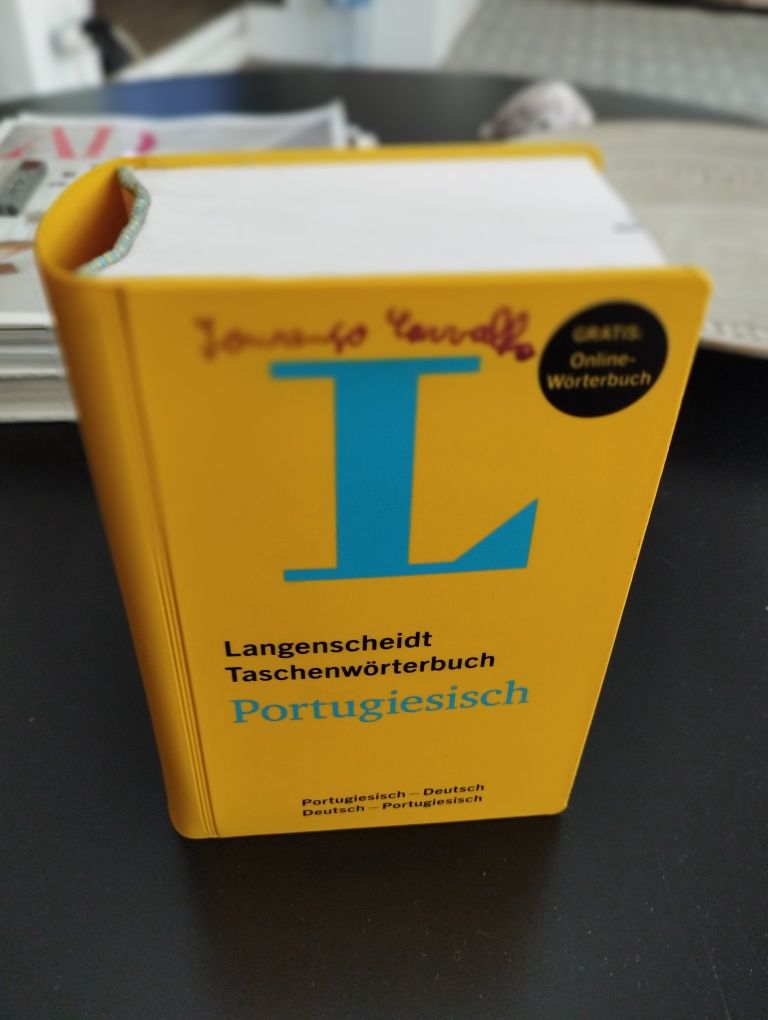 GRATIS:
Online-
Wörterbuch
L
Langenscheidt
Taschenwörterbuch
Portugiesisch
Portugiesisch – Deutsch
Deutsch – Portugiesisch